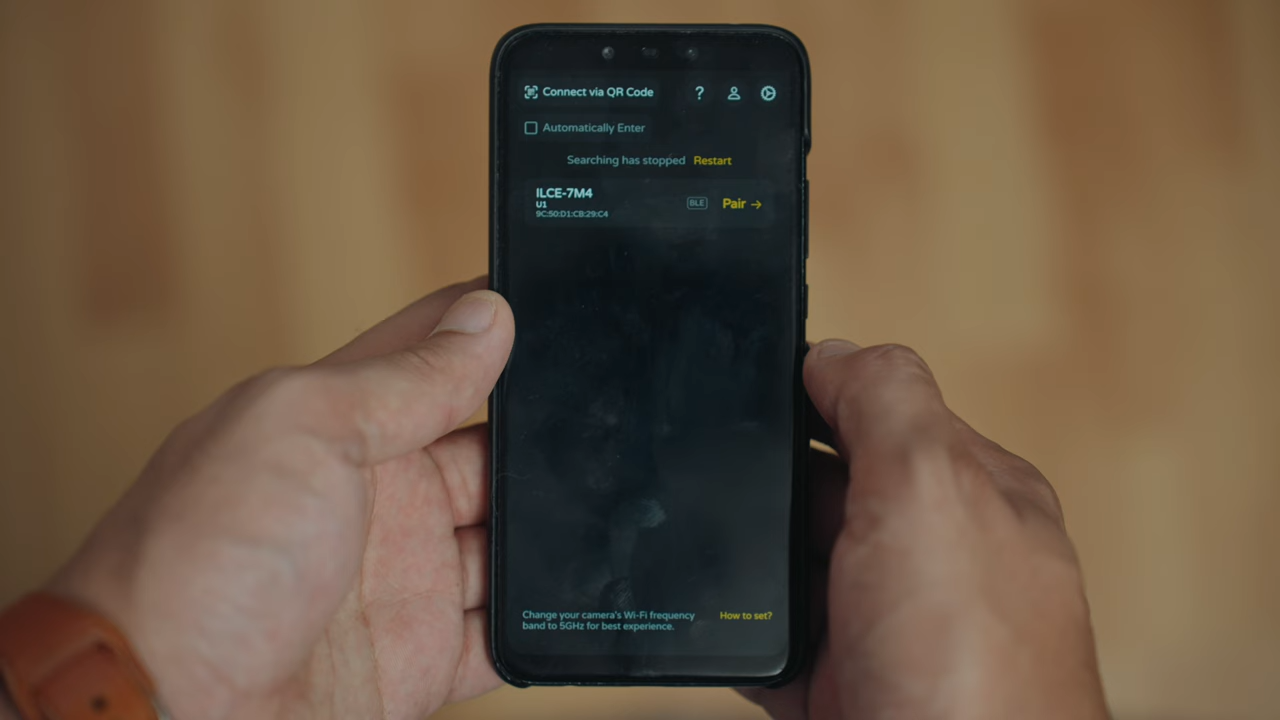 Connect via QR Code
?
Automatically Enter
Searching has stopped Restart
ILCE-7M4
U1
9C:50:D1:CB:29:C4
BLE
Pair →
Change your camera's Wi-Fi frequency
band to 5GHz for best experience.
How to set?